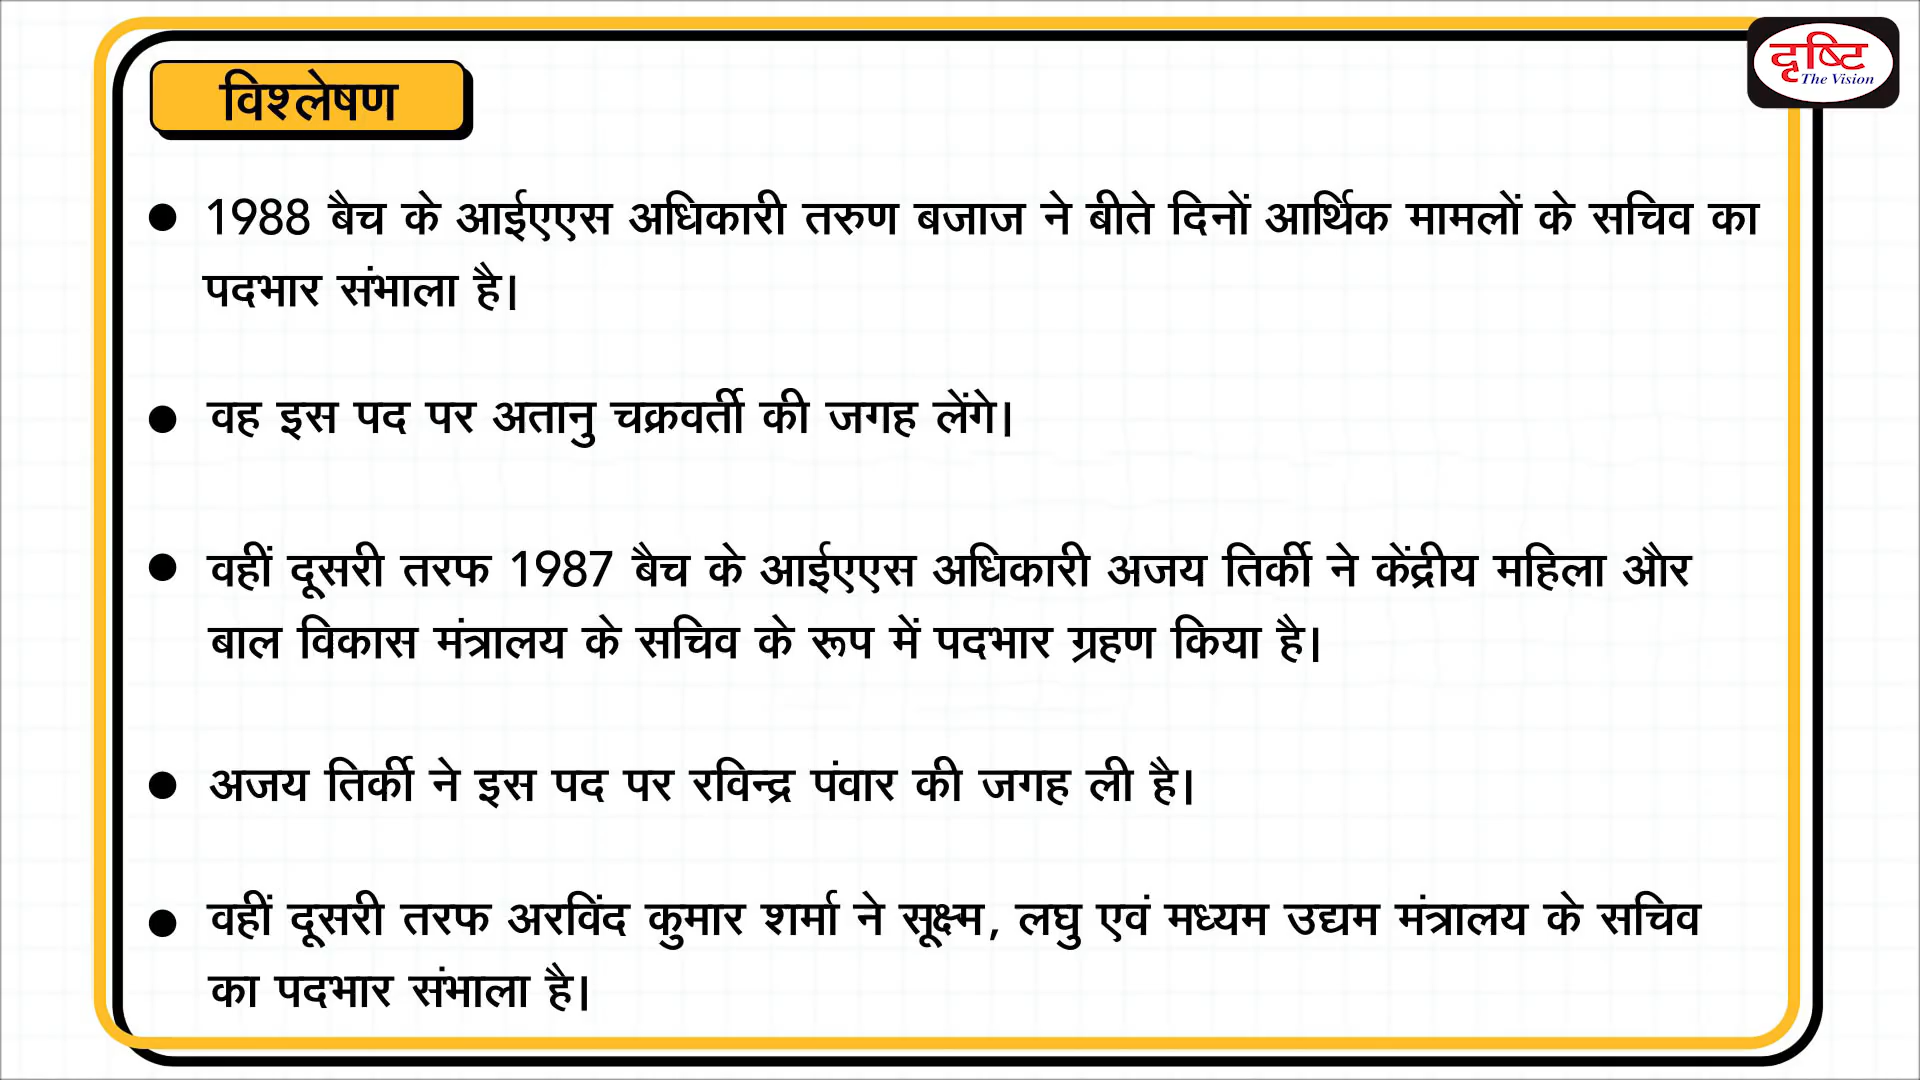 विश्लेषण
दृष्टि
The Vision
● 1988 बैच के आईएएस अधिकारी तरुण बजाज ने बीते दिनों आर्थिक मामलों के सचिव का
पदभार संभाला है।
● वह इस पद पर अतानु चक्रवर्ती की जगह लेंगे।
● वहीं दूसरी तरफ 1987 बैच के आईएएस अधिकारी अजय तिर्की ने केंद्रीय महिला और
बाल विकास मंत्रालय के सचिव के रूप में पदभार ग्रहण किया है।
● अजय तिर्की ने इस पद पर रविन्द्र पंवार की जगह ली है।
● वहीं दूसरी तरफ अरविंद कुमार शर्मा ने सूक्ष्म, लघु एवं मध्यम उद्यम मंत्रालय के सचिव
का पदभार संभाला है।